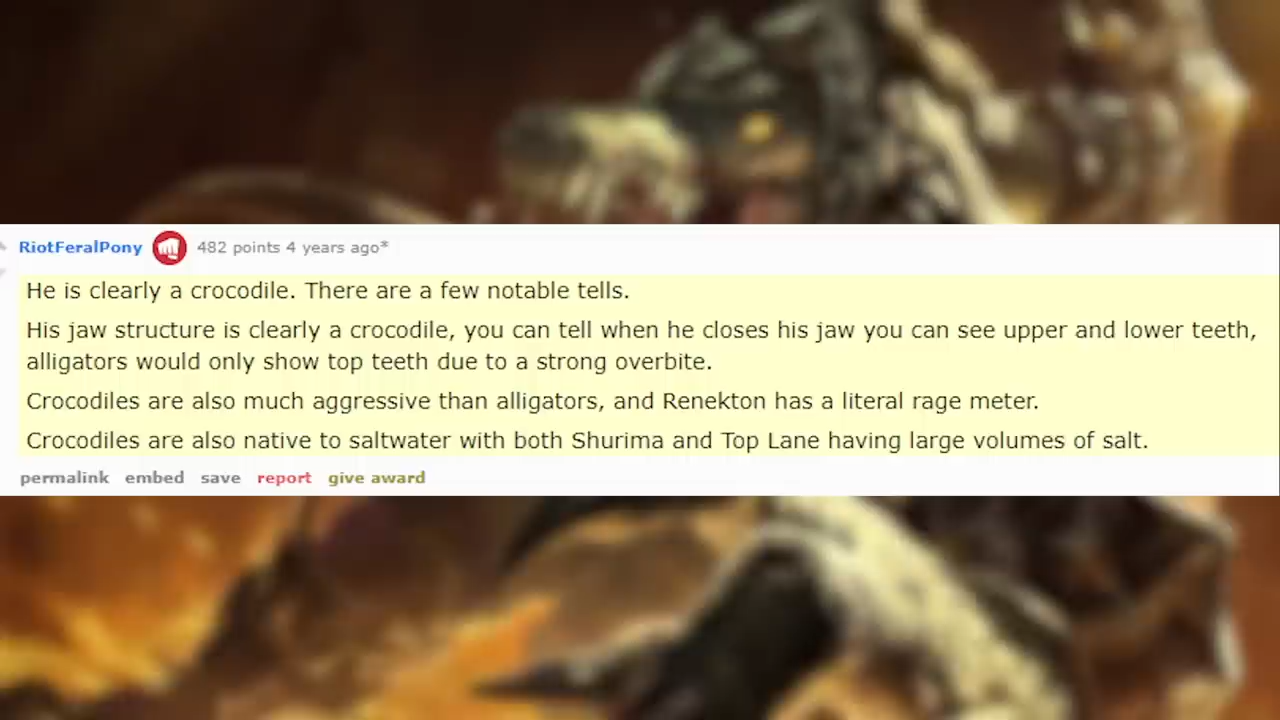 RiotFeralPony 482 points 4 years ago*
He is clearly a crocodile. There are a few notable tells.
His jaw structure is clearly a crocodile, you can tell when he closes his jaw you can see upper and lower teeth,
alligators would only show top teeth due to a strong overbite.
Crocodiles are also much aggressive than alligators, and Renekton has a literal rage meter.
Crocodiles are also native to saltwater with both Shurima and Top Lane having large volumes of salt.
permalink embed save report give award